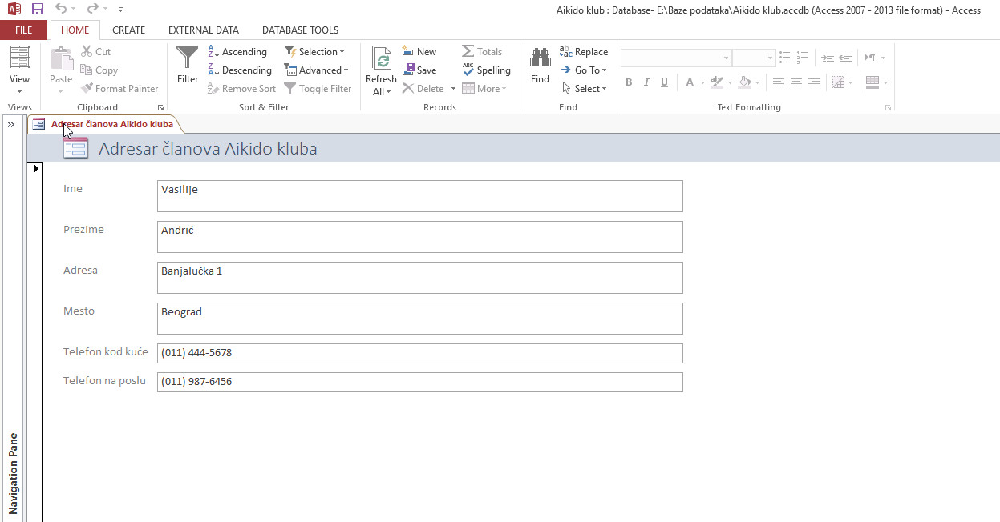 Aikido klub : Database- E:\Baze podataka\Aikido klub.accdb (Access 2007 - 2013 file format) - Access
FILE HOME CREATE EXTERNAL DATA DATABASE TOOLS
View
Views
Paste
Cut
Copy
Format Painter
Clipboard
Filter
Ascending
Descending
Remove Sort
Selection
Advanced
Toggle Filter
Sort & Filter
Refresh
All
New
Save
Delete
Totals
Spelling
More
Records
Find
Replace
Go To
Select
Find
B I U A
Text Formatting
Adresar članova Aikido kluba
Adresar članova Aikido kluba
Ime Vasilije
Prezime Andrić
Adresa Banjalučka 1
Mesto Beograd
Telefon kod kuće (011) 444-5678
Telefon na poslu (011) 987-6456
Navigation Pane